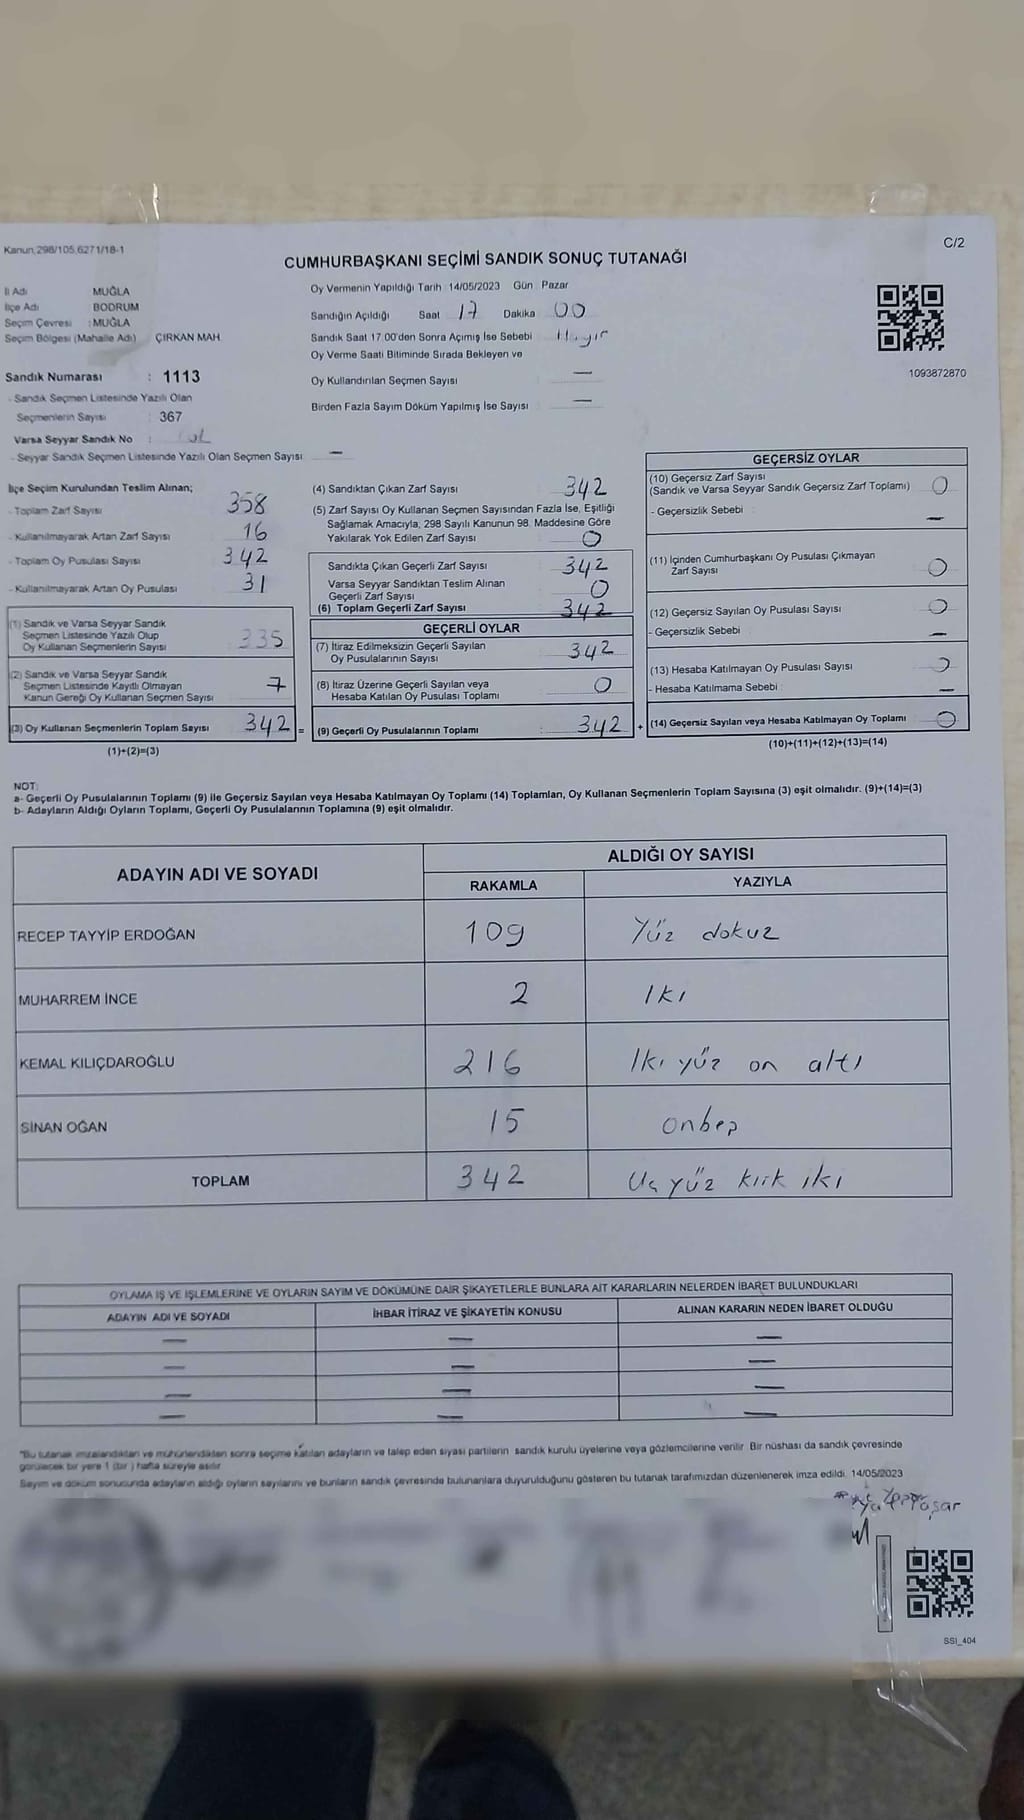 Kanun,298/105,6271/18-1
C/2
CUMHURBAŞKANI SEÇİMİ SANDIK SONUÇ TUTANAĞI
İl Adı MUĞLA
İlçe Adı BODRUM
Seçim Çevresi : MUĞLA
Seçim Bölgesi (Mahalle Adı) ÇIRKAN MAH
Sandık Numarası : 1113
- Sandık Seçmen Listesinde Yazılı Olan
Seçmenlerin Sayısı : 367
Varsa Seyyar Sandık No :
- Seyyar Sandık Seçmen Listesinde Yazılı Olan Seçmen Sayısı : —
Oy Vermenin Yapıldığı Tarih : 14/05/2023 Gün : Pazar
Sandığın Açıldığı Saat 17 Dakika 00
Sandık Saat 17:00'den Sonra Açımış İse Sebebi : Hayır
Oy Verme Saati Bitiminde Sırada Bekleyen ve
Oy Kullandırılan Seçmen Sayısı : —
Birden Fazla Sayım Döküm Yapılmış İse Sayısı : —
1093872870
İlçe Seçim Kurulundan Teslim Alınan;
- Toplam Zarf Sayısı 358
- Kullanılmayarak Artan Zarf Sayısı 16
- Toplam Oy Pusulası Sayısı 342
- Kullanılmayarak Artan Oy Pusulası 31
(1) Sandık ve Varsa Seyyar Sandık
Seçmen Listesinde Yazılı Olup
Oy Kullanan Seçmenlerin Sayısı 335
(2) Sandık ve Varsa Seyyar Sandık
Seçmen Listesinde Kayıtlı Olmayan
Kanun Gereği Oy Kullanan Seçmen Sayısı 7
(3) Oy Kullanan Seçmenlerin Toplam Sayısı 342 =
(1)+(2)=(3)
(4) Sandıktan Çıkan Zarf Sayısı 342
(5) Zarf Sayısı Oy Kullanan Seçmen Sayısından Fazla İse, Eşitliği
Sağlamak Amacıyla, 298 Sayılı Kanunun 98. Maddesine Göre
Yakılarak Yok Edilen Zarf Sayısı 0
Sandıkta Çıkan Geçerli Zarf Sayısı 342
Varsa Seyyar Sandıktan Teslim Alınan
Geçerli Zarf Sayısı 0
(6) Toplam Geçerli Zarf Sayısı 342
GEÇERLİ OYLAR
(7) İtiraz Edilmeksizin Geçerli Sayılan
Oy Pusulalarının Sayısı 342
(8) İtiraz Üzerine Geçerli Sayılan veya
Hesaba Katılan Oy Pusulası Toplamı 0
(9) Geçerli Oy Pusulalarının Toplamı : 342 +
GEÇERSİZ OYLAR
(10) Geçersiz Zarf Sayısı
(Sandık ve Varsa Seyyar Sandık Geçersiz Zarf Toplamı) 0
- Geçersizlik Sebebi : —
(11) İçinden Cumhurbaşkanı Oy Pusulası Çıkmayan
Zarf Sayısı 0
(12) Geçersiz Sayılan Oy Pusulası Sayısı 0
- Geçersizlik Sebebi : —
(13) Hesaba Katılmayan Oy Pusulası Sayısı 0
- Hesaba Katılmama Sebebi : —
(14) Geçersiz Sayılan veya Hesaba Katılmayan Oy Toplamı 0
(10)+(11)+(12)+(13)=(14)
NOT:
a- Geçerli Oy Pusulalarının Toplamı (9) ile Geçersiz Sayılan veya Hesaba Katılmayan Oy Toplamı (14) Toplamları, Oy Kullanan Seçmenlerin Toplam Sayısına (3) eşit olmalıdır. (9)+(14)=(3)
b- Adayların Aldığı Oyların Toplamı, Geçerli Oy Pusulalarının Toplamına (9) eşit olmalıdır.
ADAYIN ADI VE SOYADI ALDIĞI OY SAYISI
RAKAMLA YAZIYLA
RECEP TAYYİP ERDOĞAN 109 Yüz dokuz
MUHARREM İNCE 2 Iki
KEMAL KILIÇDAROĞLU 216 Iki yüz on altı
SİNAN OĞAN 15 onbeş
TOPLAM 342 Uç yüz kırk iki
OYLAMA İŞ VE İŞLEMLERİNE VE OYLARIN SAYIM VE DÖKÜMÜNE DAİR ŞİKAYETLERLE BUNLARA AİT KARARLARIN NELERDEN İBARET BULUNDUKLARI
ADAYIN ADI VE SOYADI İHBAR İTİRAZ VE ŞİKAYETİN KONUSU ALINAN KARARIN NEDEN İBARET OLDUĞU
— — —
— — —
— — —
— — —
"Bu tutanak imzalandıktan ve mühürlendikten sonra seçime katılan adayların ve talep eden siyasi partilerin sandık kurulu üyelerine veya gözlemcilerine verilir. Bir nüshası da sandık çevresinde
görülecek bir yere 1 (bir ) hafta süreyle asılır.
Sayım ve döküm sonucunda adayların aldığı oyların sayılarını ve bunların sandık çevresinde bulunanlara duyurulduğunu gösteren bu tutanak tarafımızdan düzenlenerek imza edildi. 14/05/2023
SSI_404